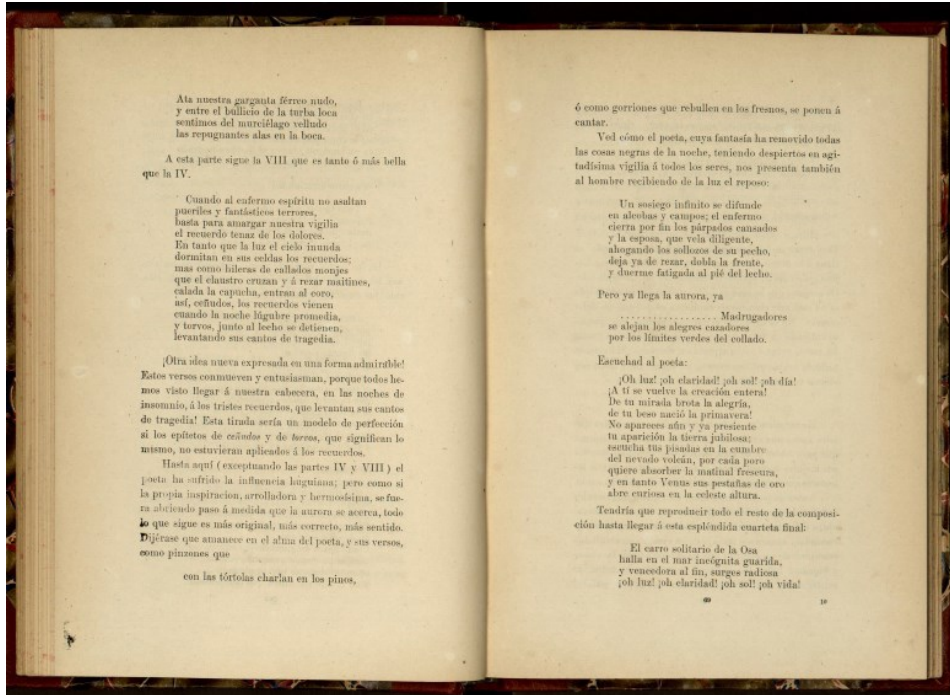 Ata nuestra garganta férreo nudo,
y entre el bullicio de la turba loca
sentimos del murciélago velludo
las repugnantes alas en la boca.
A esta parte sigue la VIII que es tanto ó más bella
que la IV.
Cuando al enfermo espíritu no asaltan
pueriles y fantásticos terrores,
basta para amargar nuestra vigilia
el recuerdo tenaz de los dolores.
En tanto que la luz el cielo inunda
dormitan en sus celdas los recuerdos;
mas como hileras de callados monjes
que el claustro cruzan y á rezar maitines,
calada la capucha, entran al coro,
así, ceñudos, los recuerdos vienen
cuando la noche lúgubre promedia,
y torvos, junto al lecho se detienen,
levantando sus cantos de tragedia.
¡Otra idea nueva expresada en una forma admirable!
Estos versos conmueven y entusiasman, porque todos he-
mos visto llegar á nuestra cabecera, en las noches de
insomnio, á los tristes recuerdos, que levantan sus cantos
de tragedia! Esta tirada sería un modelo de perfección
si los epítetos de ceñudos y de torvos, que significan lo
mismo, no estuvieran aplicados á los recuerdos.
Hasta aquí (exceptuando las partes IV y VIII) el
poeta ha sufrido la influencia huguiana; pero como si
la propia inspiración, arrolladora y hermosísima, se fue-
ra abriendo paso á medida que la aurora se acerca, todo
lo que sigue es más original, más correcto, más sentido.
Dijérase que amanece en el alma del poeta, y sus versos,
como pinzones que
con las tórtolas charlan en los pinos,
ó como gorriones que rebullen en los fresnos, se ponen á
cantar.
Ved cómo el poeta, cuya fantasía ha removido todas
las cosas negras de la noche, teniendo despiertos en agi-
tadísima vigilia á todos los seres, nos presenta también
al hombre recibiendo de la luz el reposo:
Un sosiego infinito se difunde
en alcobas y campos; el enfermo
cierra por fin los párpados cansados
y la esposa, que vela diligente,
ahogando los sollozos de su pecho,
deja ya de rezar, dobla la frente,
y duerme fatigada al pié del lecho.
Pero ya llega la aurora, ya
.................. Madrugadores
se alejan los alegres cazadores
por los límites verdes del collado.
Escuchad al poeta:
¡Oh luz! ¡oh claridad! ¡oh sol! ¡oh día!
¡A tí se vuelve la creación entera!
De tu mirada brota la alegría,
de tu beso nació la primavera!
No apareces aún y ya presiente
tu aparición la tierra jubilosa;
escucha tus pisadas en la cumbre
del nevado volcán, por cada poro
quiere absorber la matinal frescura,
y en tanto Venus sus pestañas de oro
abre curiosa en la celeste altura.
Tendría que reproducir todo el resto de la composi-
ción hasta llegar á esta espléndida cuarteta final:
El carro solitario de la Osa
halla en el mar incógnita guarida,
y vencedora al fin, surges radiosa
¡oh luz! ¡oh claridad! ¡oh sol! ¡oh vida!